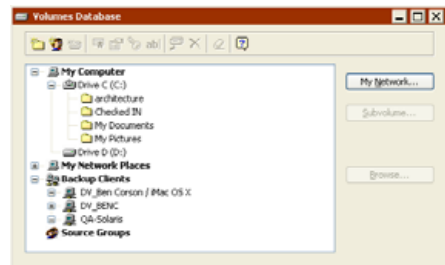 Volumes Database
abl
My Computer
Drive C (C:)
architecture
Checked IN
My Documents
My Pictures
Drive D (D:)
My Network Places
Backup Clients
DV_Ben Corson / iMac OS X
DV_BENC
QA-Solaris
Source Groups
My Network...
Subvolume...
Browse...